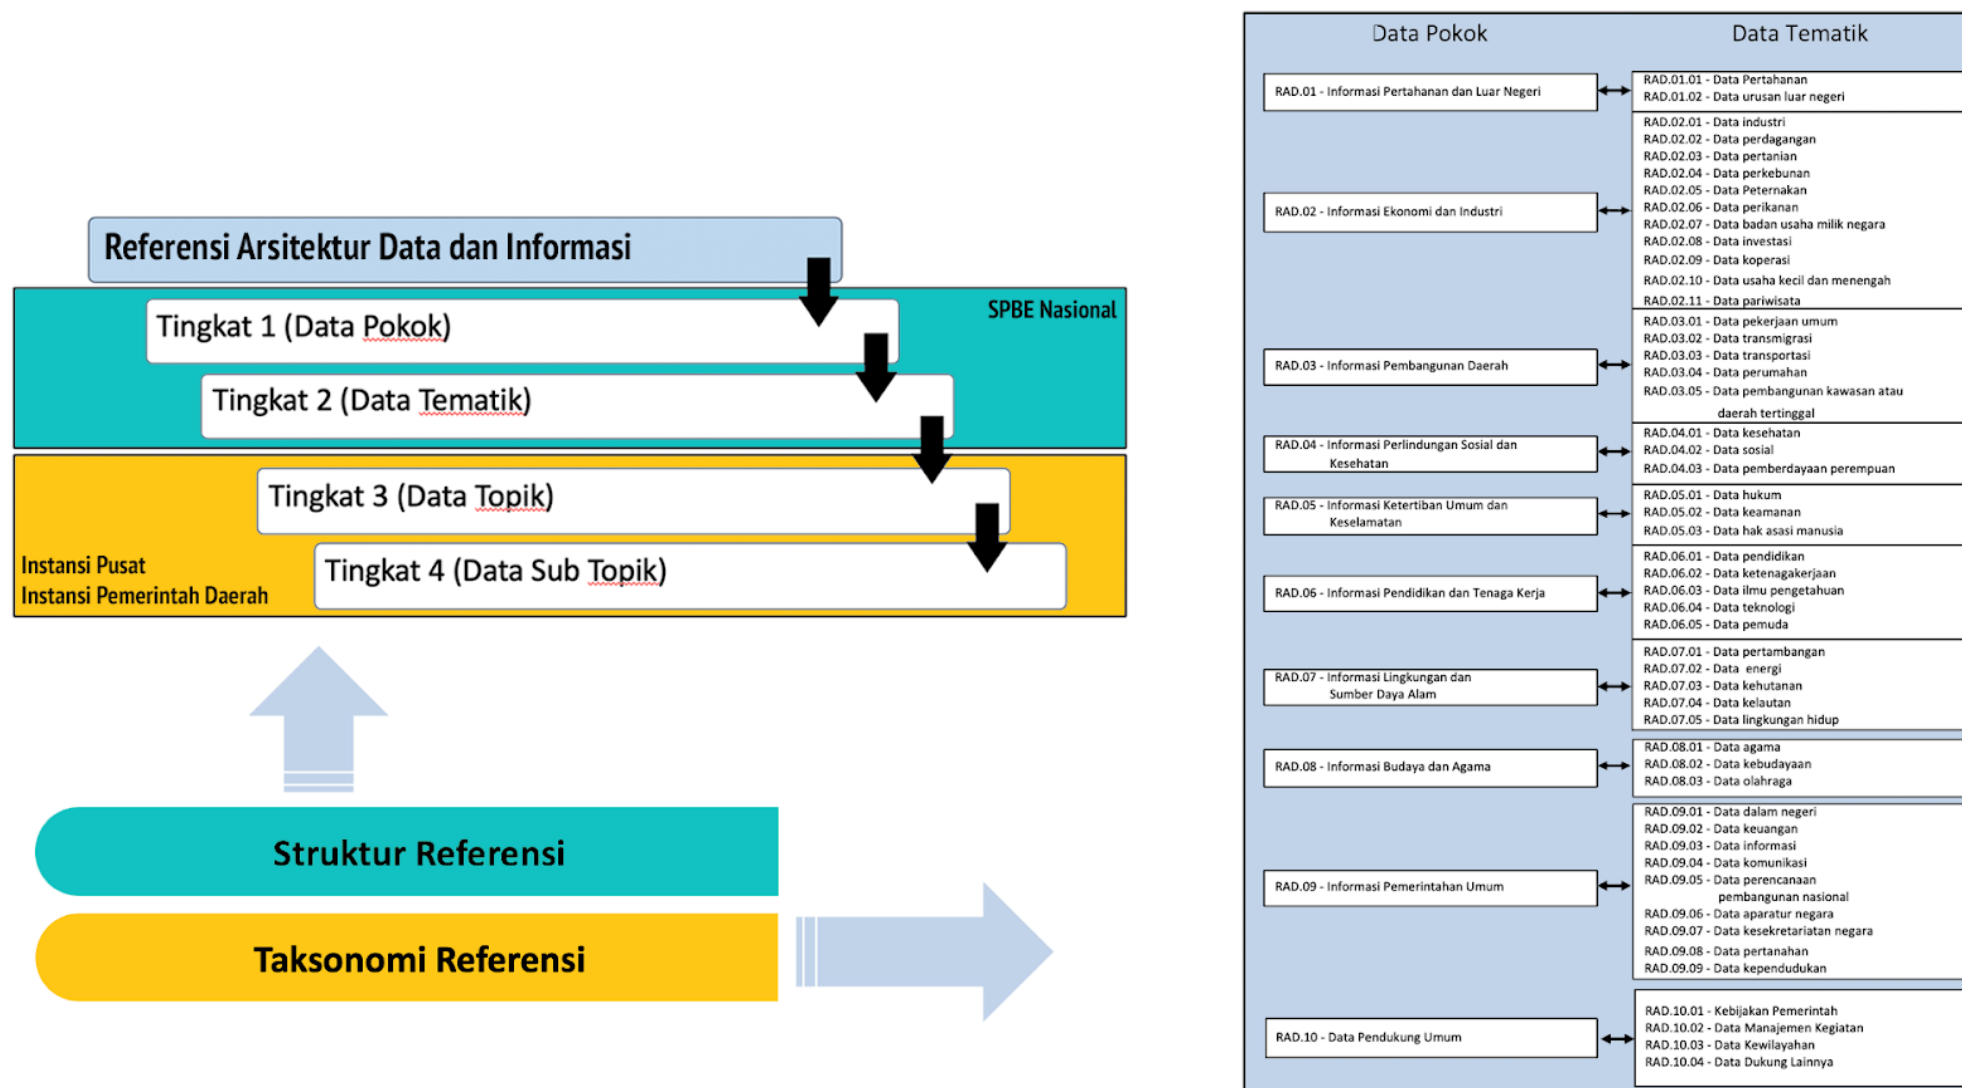 Referensi Arsitektur Data dan Informasi
SPBE Nasional
Tingkat 1 (Data Pokok)
Tingkat 2 (Data Tematik)
Tingkat 3 (Data Topik)
Tingkat 4 (Data Sub Topik)
Instansi Pusat
Instansi Pemerintah Daerah
Struktur Referensi
Taksonomi Referensi
Data Pokok
Data Tematik
RAD.01 - Informasi Pertahanan dan Luar Negeri
RAD.01.01 - Data Pertahanan
RAD.01.02 - Data urusan luar negeri
RAD.02 - Informasi Ekonomi dan Industri
RAD.02.01 - Data industri
RAD.02.02 - Data perdagangan
RAD.02.03 - Data pertanian
RAD.02.04 - Data perkebunan
RAD.02.05 - Data Peternakan
RAD.02.06 - Data perikanan
RAD.02.07 - Data badan usaha milik negara
RAD.02.08 - Data investasi
RAD.02.09 - Data koperasi
RAD.02.10 - Data usaha kecil dan menengah
RAD.02.11 - Data pariwisata
RAD.03 - Informasi Pembangunan Daerah
RAD.03.01 - Data pekerjaan umum
RAD.03.02 - Data transmigrasi
RAD.03.03 - Data transportasi
RAD.03.04 - Data perumahan
RAD.03.05 - Data pembangunan kawasan atau
daerah tertinggal
RAD.04 - Informasi Perlindungan Sosial dan
Kesehatan
RAD.04.01 - Data kesehatan
RAD.04.02 - Data sosial
RAD.04.03 - Data pemberdayaan perempuan
RAD.05 - Informasi Ketertiban Umum dan
Keselamatan
RAD.05.01 - Data hukum
RAD.05.02 - Data keamanan
RAD.05.03 - Data hak asasi manusia
RAD.06 - Informasi Pendidikan dan Tenaga Kerja
RAD.06.01 - Data pendidikan
RAD.06.02 - Data ketenagakerjaan
RAD.06.03 - Data ilmu pengetahuan
RAD.06.04 - Data teknologi
RAD.06.05 - Data pemuda
RAD.07 - Informasi Lingkungan dan
Sumber Daya Alam
RAD.07.01 - Data pertambangan
RAD.07.02 - Data energi
RAD.07.03 - Data kehutanan
RAD.07.04 - Data kelautan
RAD.07.05 - Data lingkungan hidup
RAD.08 - Informasi Budaya dan Agama
RAD.08.01 - Data agama
RAD.08.02 - Data kebudayaan
RAD.08.03 - Data olahraga
RAD.09 - Informasi Pemerintahan Umum
RAD.09.01 - Data dalam negeri
RAD.09.02 - Data keuangan
RAD.09.03 - Data informasi
RAD.09.04 - Data komunikasi
RAD.09.05 - Data perencanaan
pembangunan nasional
RAD.09.06 - Data aparatur negara
RAD.09.07 - Data kesekretariatan negara
RAD.09.08 - Data pertanahan
RAD.09.09 - Data kependudukan
RAD.10 - Data Pendukung Umum
RAD.10.01 - Kebijakan Pemerintah
RAD.10.02 - Data Manajemen Kegiatan
RAD.10.03 - Data Kewilayahan
RAD.10.04 - Data Dukung Lainnya